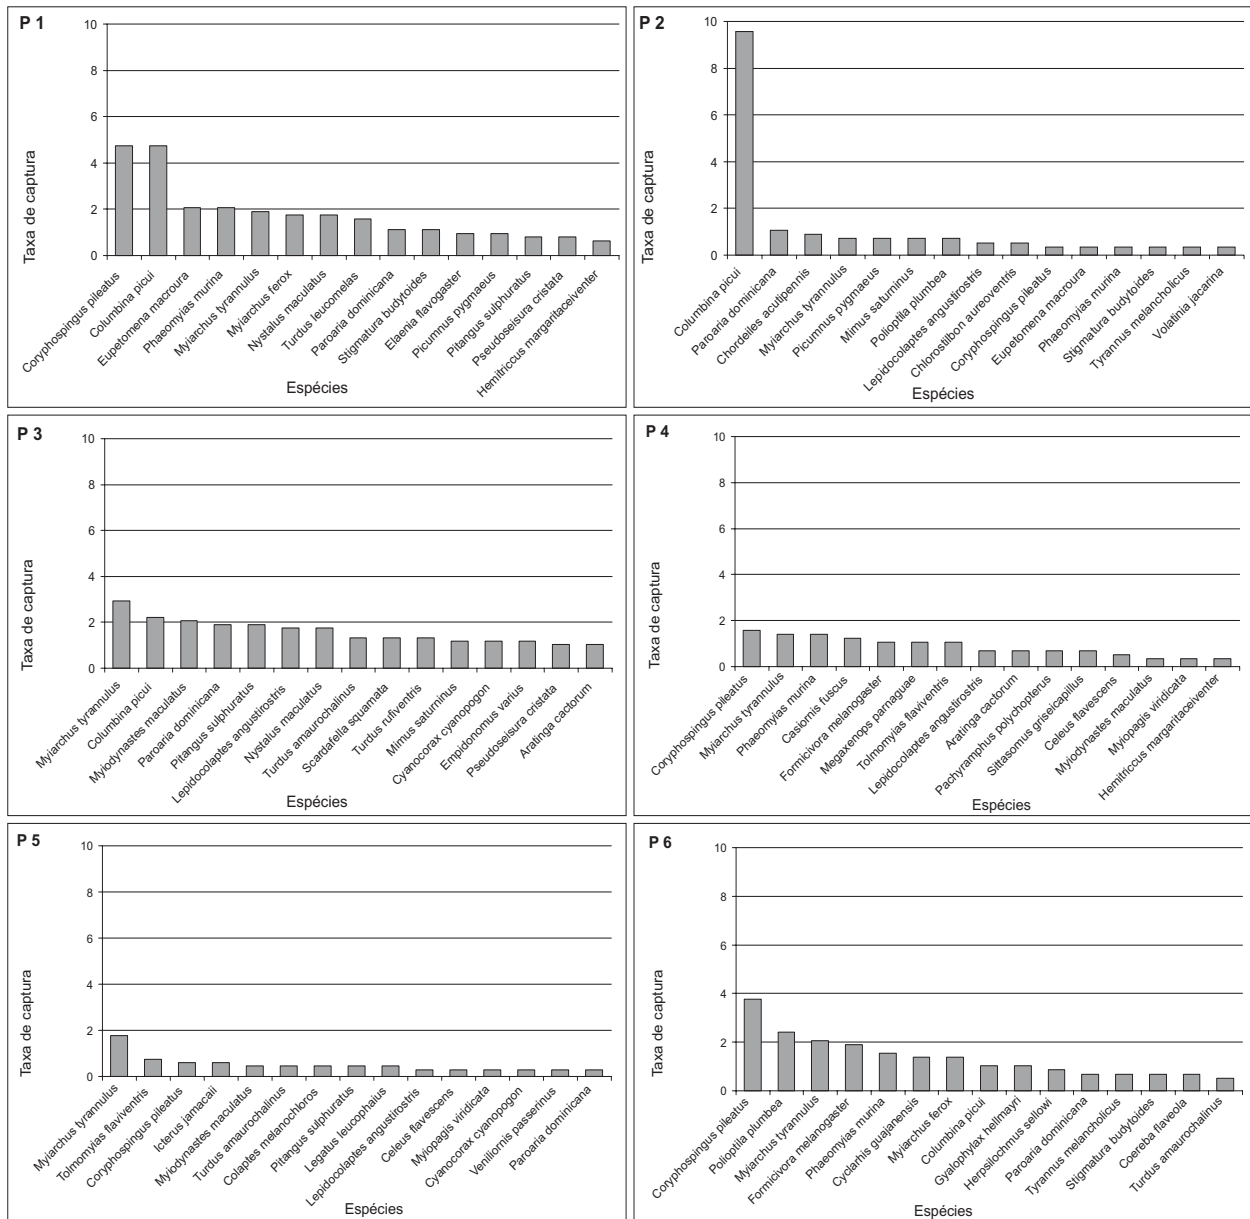 P 1
10
8
6
4
2
0
Taxa de captura
Coryphospingus pileatus
Columbina picui
Eupetomena macroura
Phaeomyias murina
Myiarchus tyrannulus
Myiarchus ferox
Nystalus maculatus
Turdus leucomelas
Paroaria dominicana
Stigmatura budytoides
Elaenia flavogaster
Picumnus pygmaeus
Pitangus sulphuratus
Pseudoseisura cristata
Hemitriccus margaritaceiventer
Espécies
P 2
10
8
6
4
2
0
Taxa de captura
Columbina picui
Paroaria dominicana
Chordeiles acutipennis
Myiarchus tyrannulus
Picumnus pygmaeus
Mimus saturninus
Polioptila plumbea
Lepidocolaptes angustirostris
Chlorostilbon aureoventris
Coryphospingus pileatus
Eupetomena macroura
Phaeomyias murina
Stigmatura budytoides
Tyrannus melancholicus
Volatinia jacarina
Espécies
P 3
10
8
6
4
2
0
Taxa de captura
Myiarchus tyrannulus
Columbina picui
Myiodynastes maculatus
Paroaria dominicana
Pitangus sulphuratus
Lepidocolaptes angustirostris
Nystalus maculatus
Turdus amaurochalinus
Scardafella squamata
Turdus rufiventris
Mimus saturninus
Cyanocorax cyanopogon
Empidonomus varius
Pseudoseisura cristata
Aratinga cactorum
Espécies
P 4
10
8
6
4
2
0
Taxa de captura
Coryphospingus pileatus
Myiarchus tyrannulus
Phaeomyias murina
Casiornis fuscus
Formicivora melanogaster
Megaxenops parnaguae
Tolmomyias flaviventris
Lepidocolaptes angustirostris
Aratinga cactorum
Pachyramphus polychopterus
Sittasomus griseicapillus
Celeus flavescens
Myiodynastes maculatus
Myiopagis viridicata
Hemitriccus margaritaceiventer
Espécies
P 5
10
8
6
4
2
0
Taxa de captura
Myiarchus tyrannulus
Tolmomyias flaviventris
Coryphospingus pileatus
Icterus jamacaii
Myiodynastes maculatus
Turdus amaurochalinus
Colaptes melanochloros
Pitangus sulphuratus
Legatus leucophaius
Lepidocolaptes angustirostris
Celeus flavescens
Myiopagis viridicata
Cyanocorax cyanopogon
Veniliornis passerinus
Paroaria dominicana
Espécies
P 6
10
8
6
4
2
0
Taxa de captura
Coryphospingus pileatus
Polioptila plumbea
Myiarchus tyrannulus
Formicivora melanogaster
Phaeomyias murina
Cyclarhis guajanensis
Myiarchus ferox
Columbina picui
Gyalophylax hellmayri
Herpsilochmus sellowi
Paroaria dominicana
Tyrannus melancholicus
Stigmatura budytoides
Coereba flaveola
Turdus amaurochalinus
Espécies